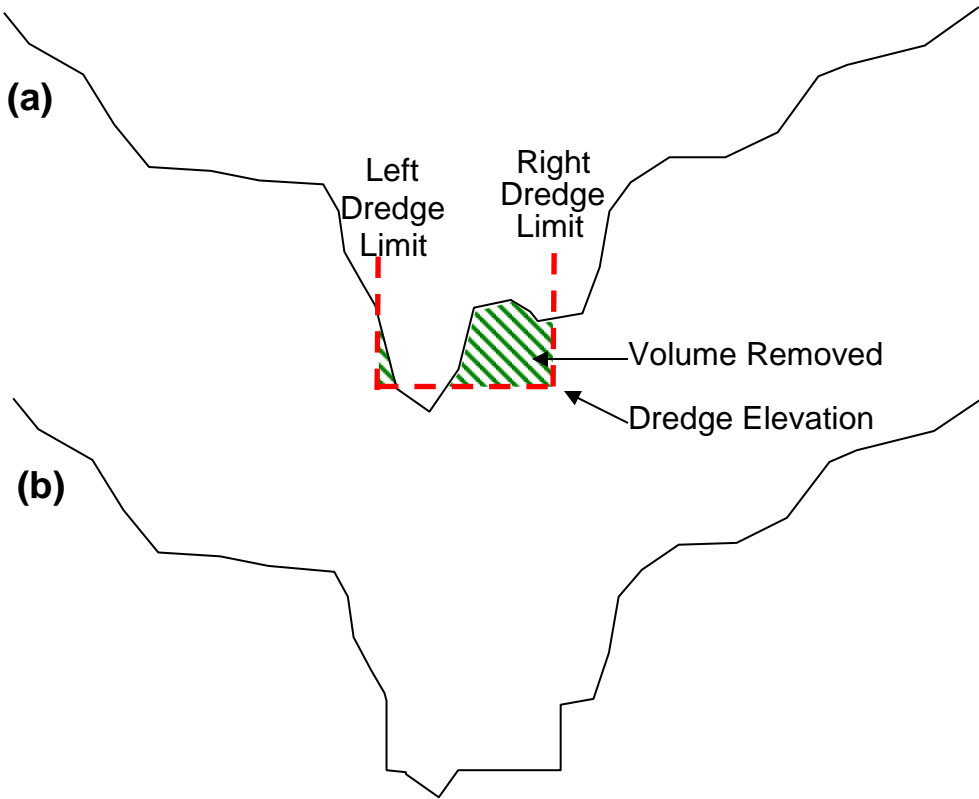 (a)
Left
Dredge
Limit
Right
Dredge
Limit
Volume Removed
Dredge Elevation
(b)